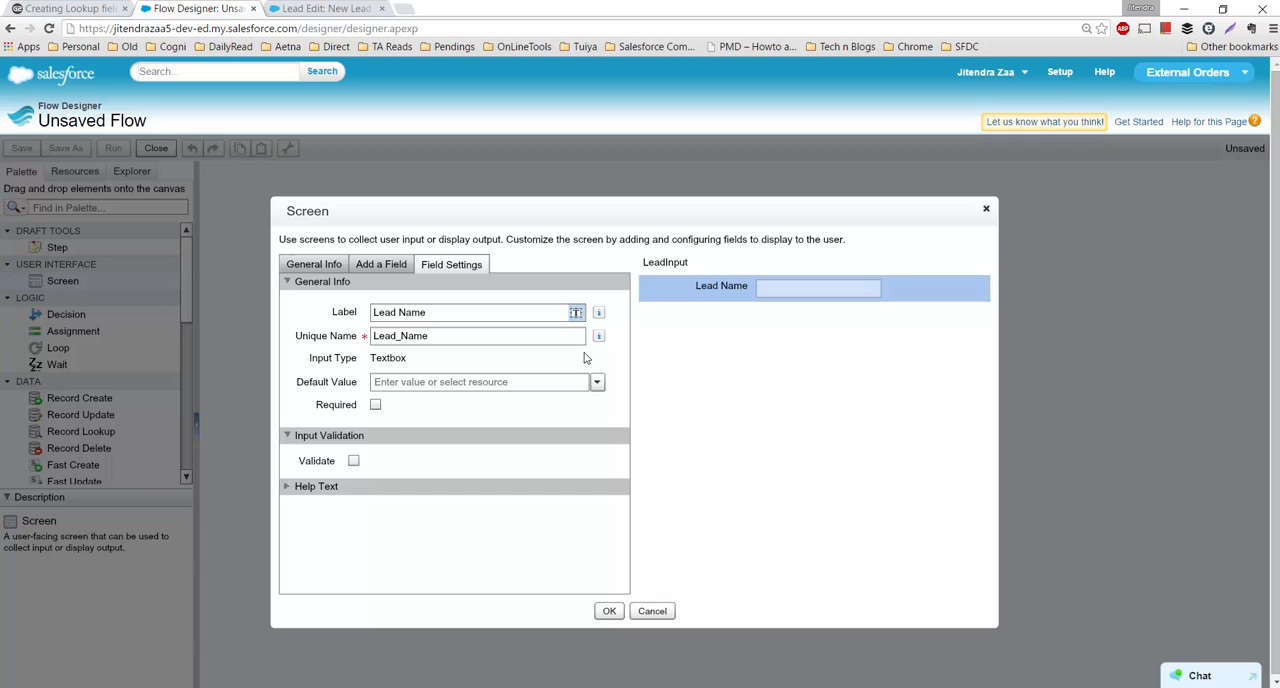 Jitendra
Creating Lookup field
Flow Designer: Unsav
Lead Edit: New Lead
https://jitendrazaa5-dev-ed.my.salesforce.com/designer/designer.apexp
Apps Personal Old Cogni DailyRead Aetna Direct TA Reads Pendings OnLineTools Tuiya Salesforce Com... PMD – Howto a... Tech n Blogs Chrome SFDC Other bookmarks
salesforce Search... Search Jitendra Zaa Setup Help External Orders
Flow Designer
Unsaved Flow
Let us know what you think! Get Started Help for this Page
Save Save As Run Close Unsaved
Palette Resources Explorer
Drag and drop elements onto the canvas
Find in Palette...
DRAFT TOOLS
Step
USER INTERFACE
Screen
LOGIC
Decision
Assignment
Loop
Wait
DATA
Record Create
Record Update
Record Lookup
Record Delete
Fast Create
Fast Update
Description
Screen
A user-facing screen that can be used to
collect input or display output.
Screen
Use screens to collect user input or display output. Customize the screen by adding and configuring fields to display to the user.
General Info Add a Field Field Settings
General Info
Label Lead Name
Unique Name * Lead_Name
Input Type Textbox
Default Value Enter value or select resource
Required
Input Validation
Validate
Help Text
LeadInput
Lead Name
OK Cancel
Chat